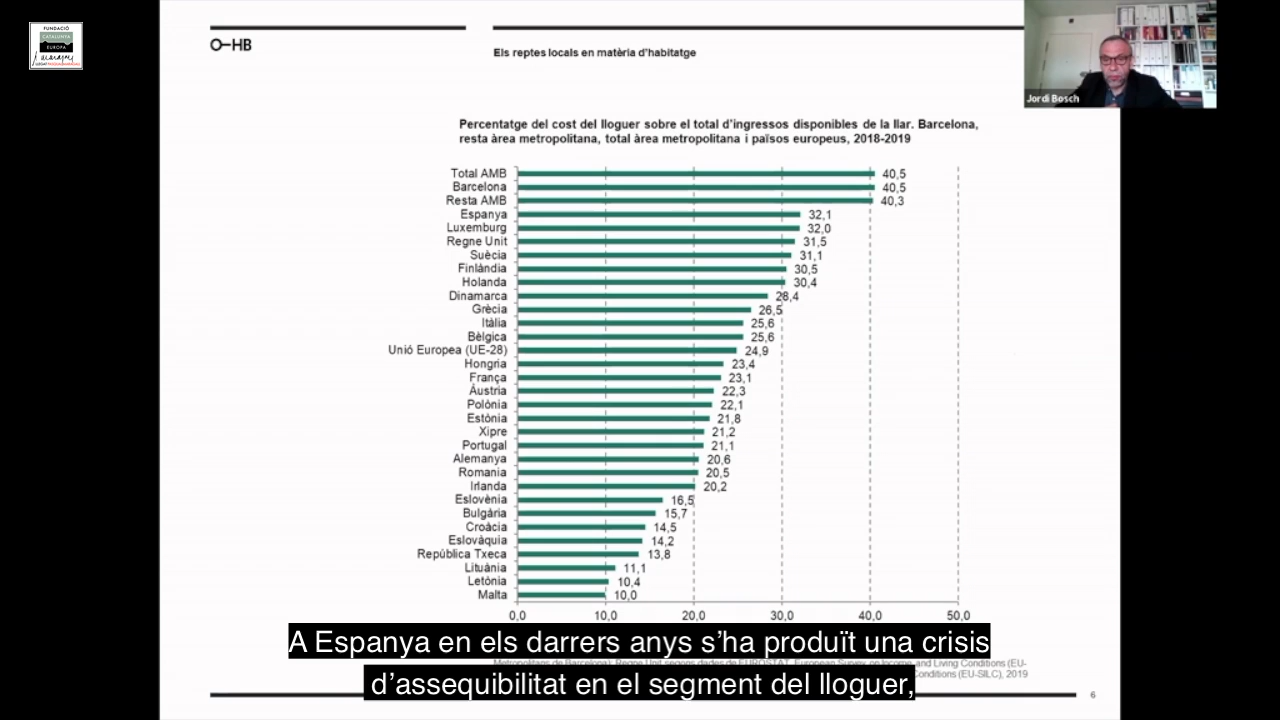 FUNDACIÓ
CATALUNYA
EUROPA
O-HB
Els reptes locals en matèria d'habitatge
Jordi Bosch
Percentatge del cost del lloguer sobre el total d'ingressos disponibles de la llar. Barcelona,
resta àrea metropolitana, total àrea metropolitana i països europeus, 2018-2019
Total AMB 40,5
Barcelona 40,5
Resta AMB 40,3
Espanya 32,1
Luxemburg 32,0
Regne Unit 31,5
Suècia 31,1
Finlàndia 30,5
Holanda 30,4
Dinamarca 28,4
Grècia 26,5
Itàlia 25,6
Bèlgica 25,6
Unió Europea (UE-28) 24,9
Hongria 23,4
França 23,1
Àustria 22,3
Polònia 22,1
Estònia 21,8
Xipre 21,2
Portugal 21,1
Alemanya 20,6
Romania 20,5
Irlanda 20,2
Eslovènia 16,5
Bulgària 15,7
Croàcia 14,5
Eslovàquia 14,2
República Txeca 13,8
Lituània 11,1
Letònia 10,4
Malta 10,0
0,0 10,0 20,0 30,0 40,0 50,0
A Espanya en els darrers anys s'ha produït una crisis
d'assequibilitat en el segment del lloguer,
and Living Conditions (EU-
Conditions (EU-SILC), 2019
6